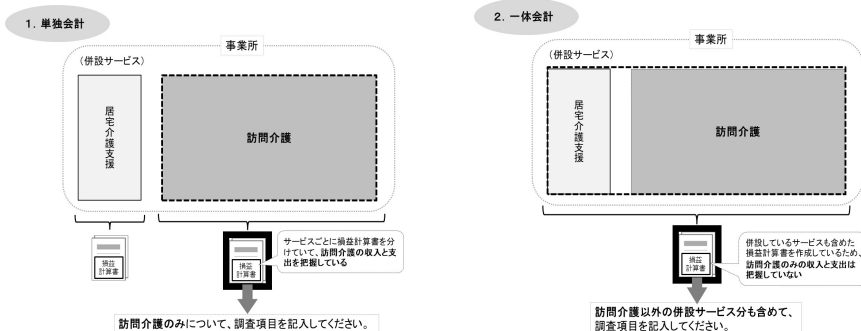 1．単独会計
事業所
（併設サービス）
居宅介護支援
訪問介護
損益
計算書
損益
計算書
サービスごとに損益計算書を分
けていて、訪問介護の収入と支
出を把握している
訪問介護のみについて、調査項目を記入してください。
2．一体会計
事業所
（併設サービス）
居宅介護支援
訪問介護
損益
計算書
併設しているサービスも含めた
損益計算書を作成しているため、
訪問介護のみの収入と支出は
把握していない
訪問介護以外の併設サービス分も含めて、
調査項目を記入してください。